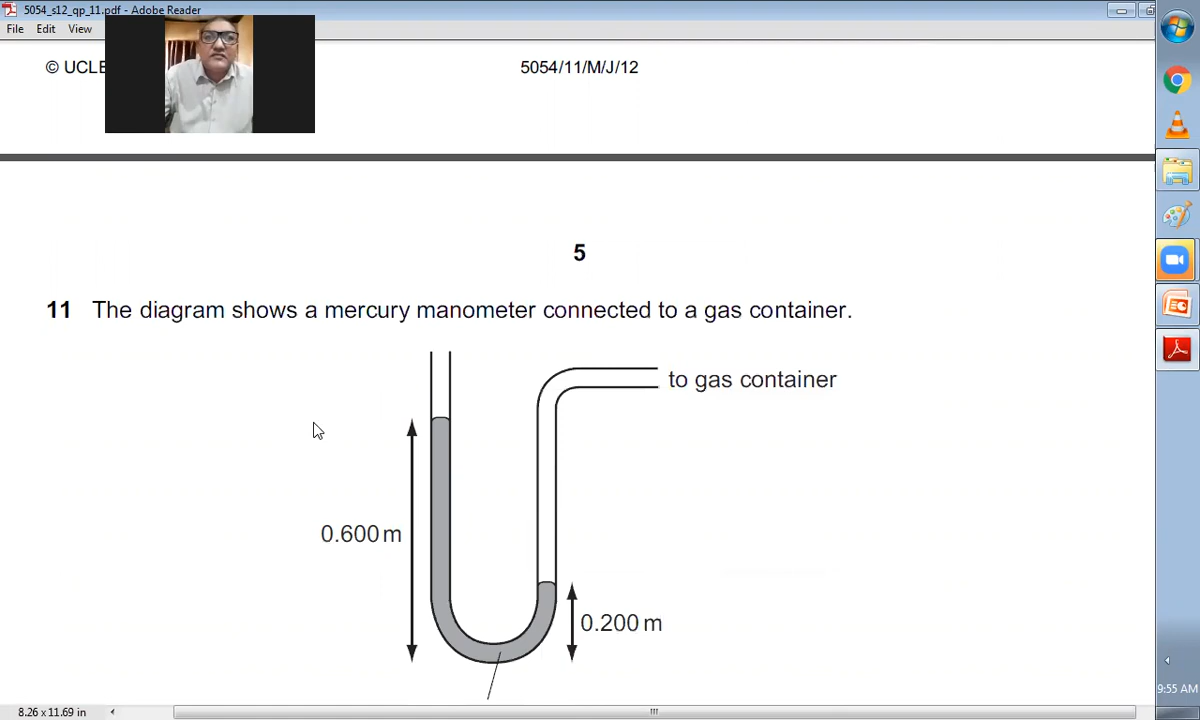 5054_s12_qp_11.pdf - Adobe Reader
File Edit View
© UCLE
5054/11/M/J/12
5
11 The diagram shows a mercury manometer connected to a gas container.
to gas container
0.600 m
0.200 m
8.26 x 11.69 in
9:55 AM